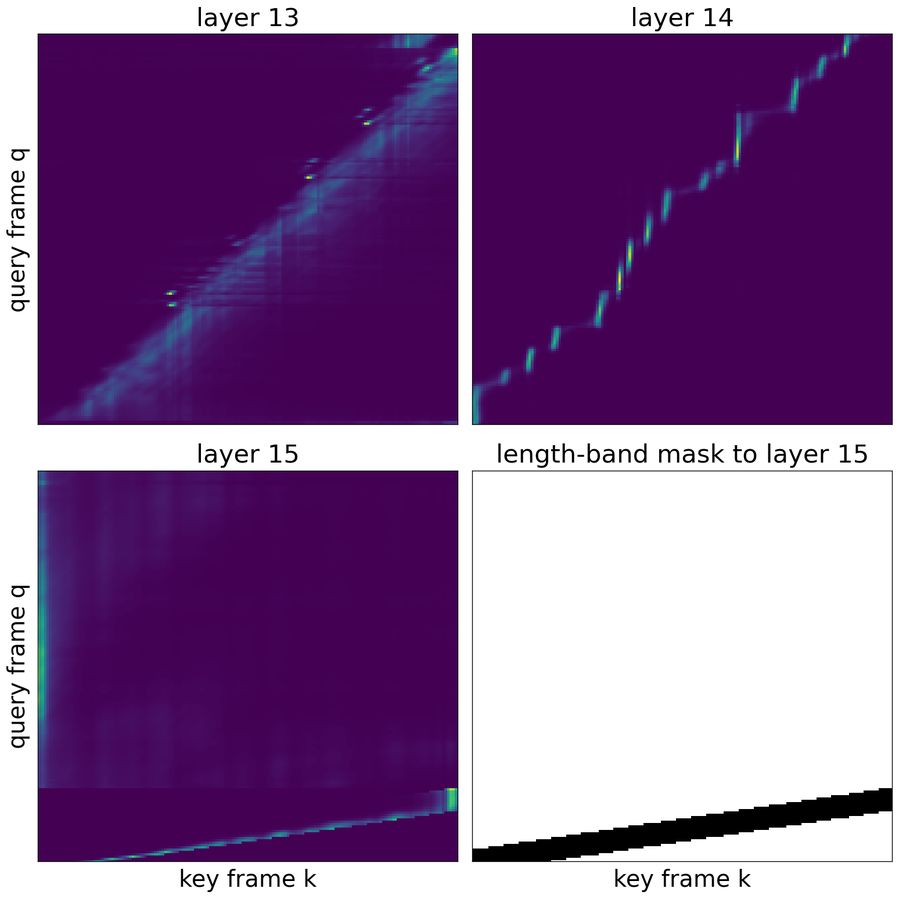 layer 13
layer 14
query frame q
layer 15
length-band mask to layer 15
query frame q
key frame k
key frame k